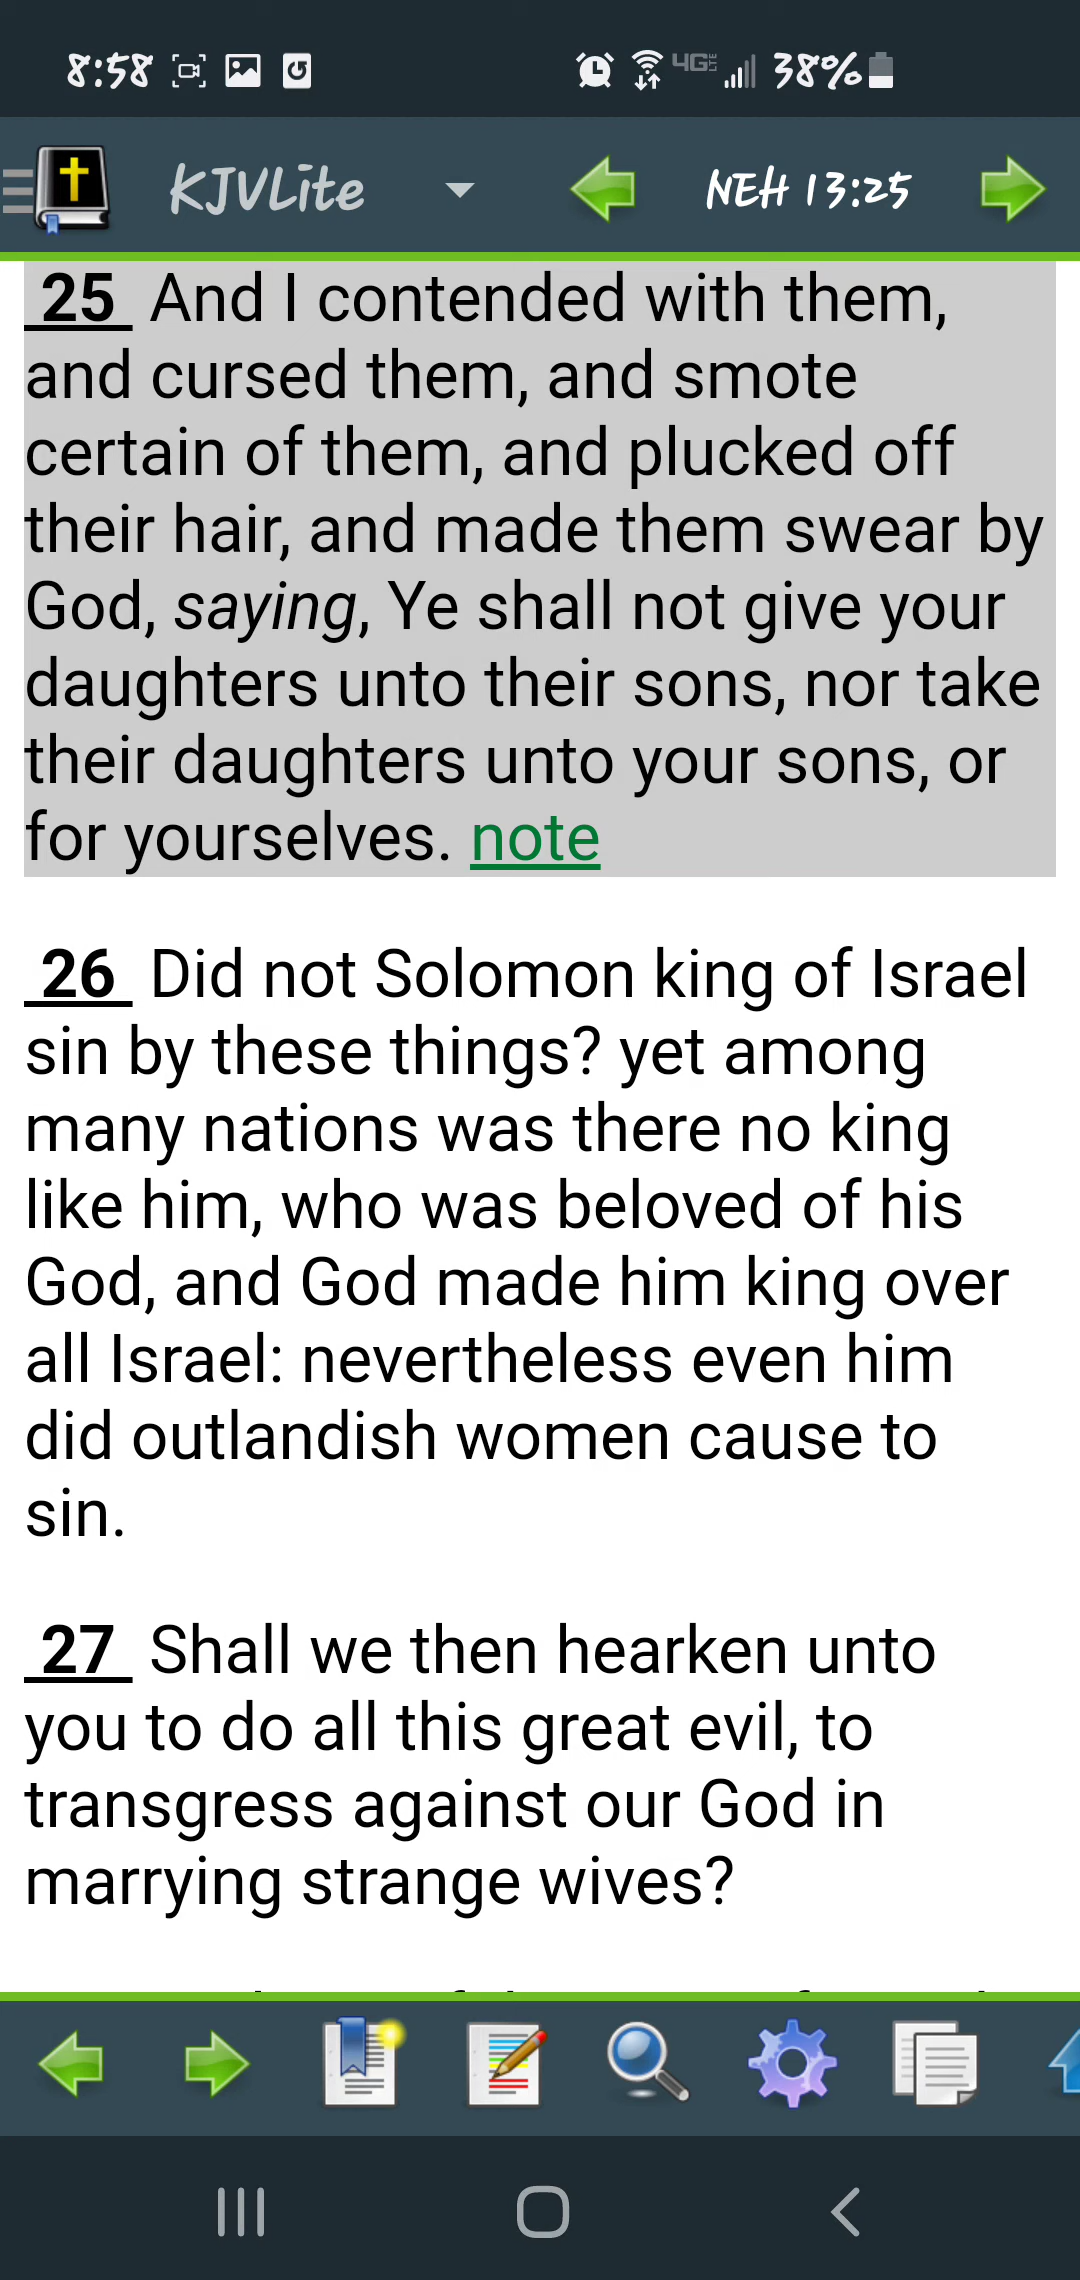 8:58 4G LTE 38%
KJVLite NEH 13:25
25 And I contended with them,
and cursed them, and smote
certain of them, and plucked off
their hair, and made them swear by
God, saying, Ye shall not give your
daughters unto their sons, nor take
their daughters unto your sons, or
for yourselves. note
26 Did not Solomon king of Israel
sin by these things? yet among
many nations was there no king
like him, who was beloved of his
God, and God made him king over
all Israel: nevertheless even him
did outlandish women cause to
sin.
27 Shall we then hearken unto
you to do all this great evil, to
transgress against our God in
marrying strange wives?